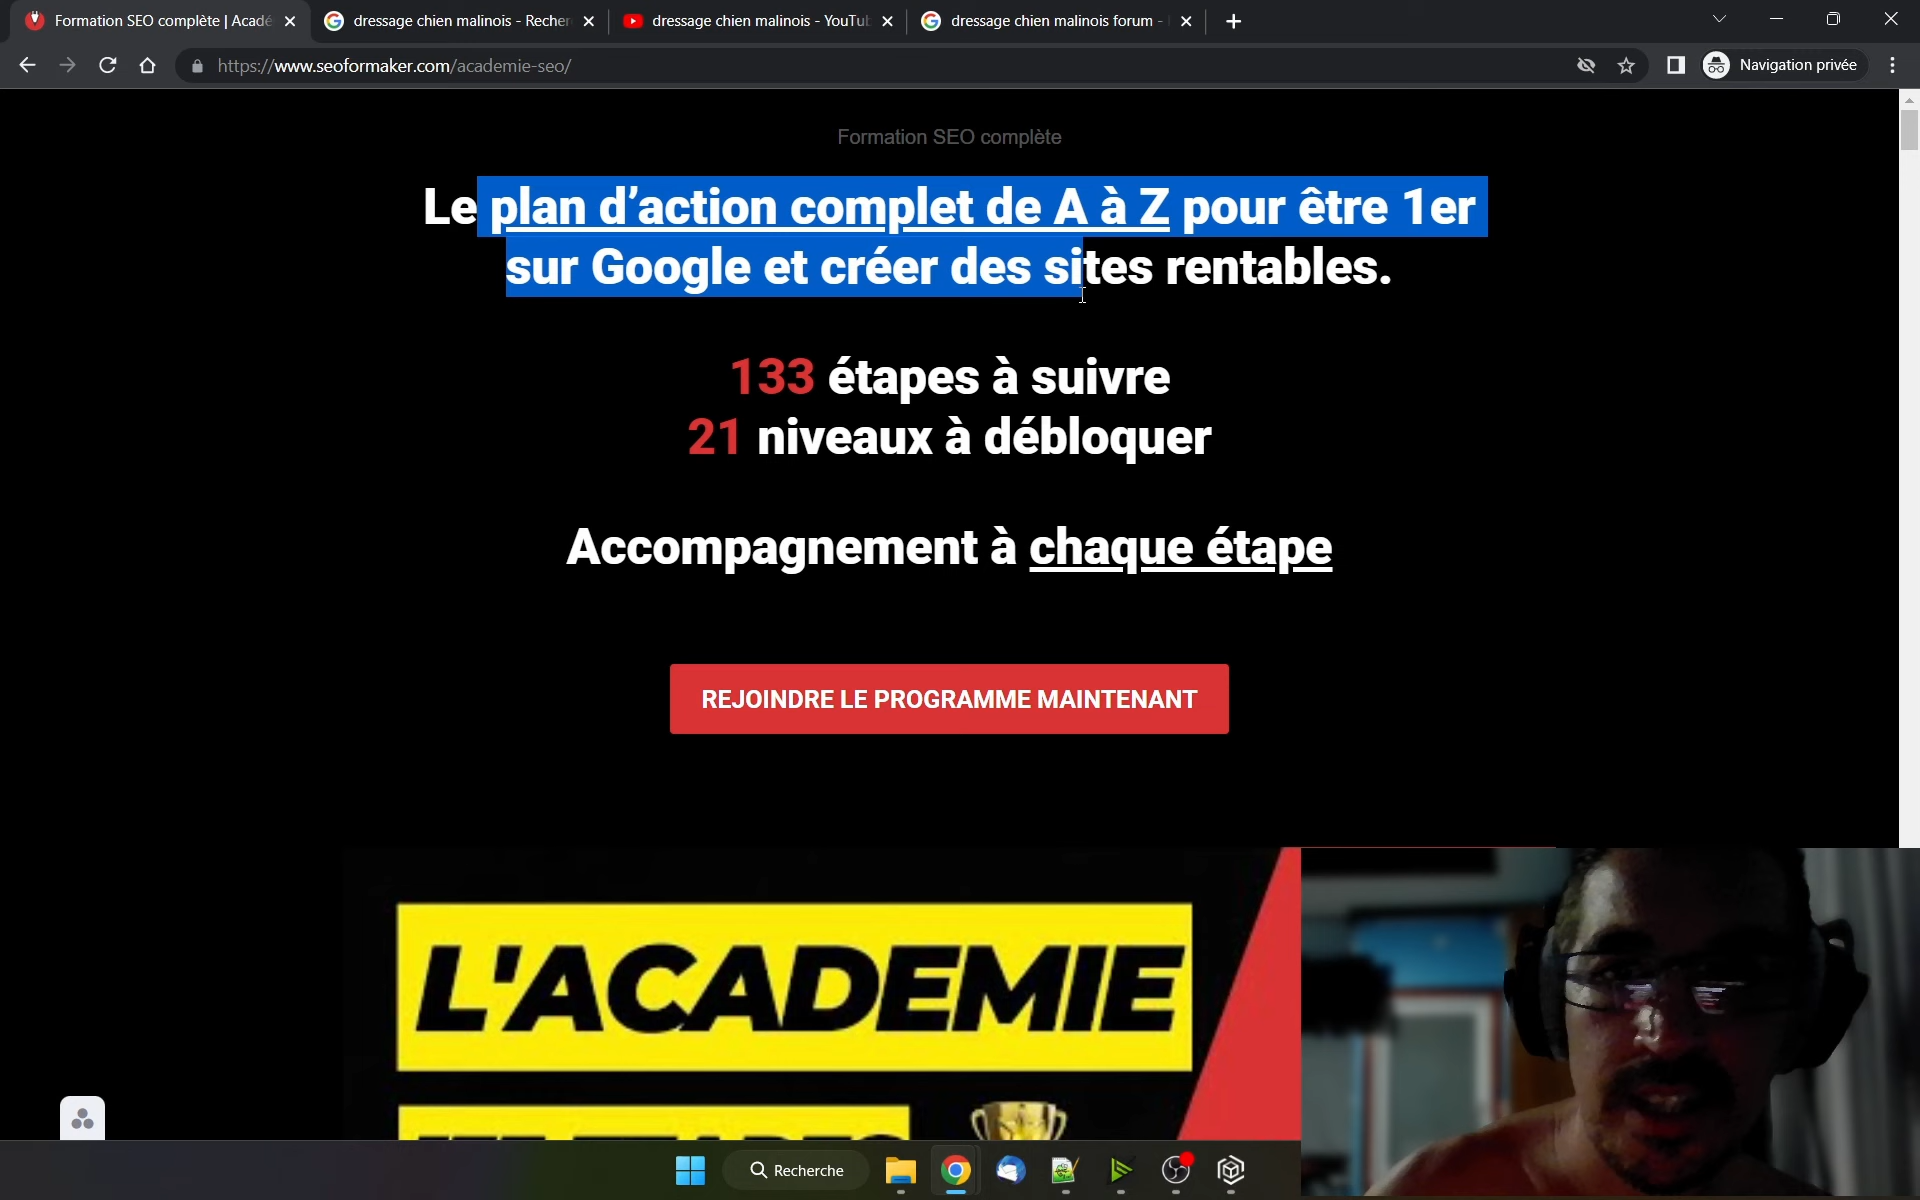 Formation SEO complète | Acadé
dressage chien malinois - Recher
dressage chien malinois - YouTub
dressage chien malinois forum -
https://www.seoformaker.com/academie-seo/
Navigation privée
Formation SEO complète
Le plan d’action complet de A à Z pour être 1er
sur Google et créer des sites rentables.
133 étapes à suivre
21 niveaux à débloquer
Accompagnement à chaque étape
REJOINDRE LE PROGRAMME MAINTENANT
L'ACADEMIE
Recherche